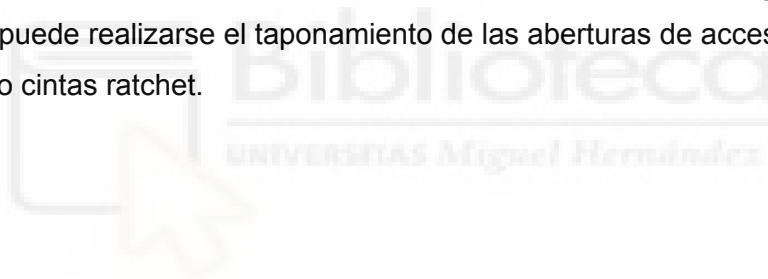 puede realizarse el taponamiento de las aberturas de acces
o cintas ratchet.
Biblioteca
UNIVERSITAS Miguel Hernández